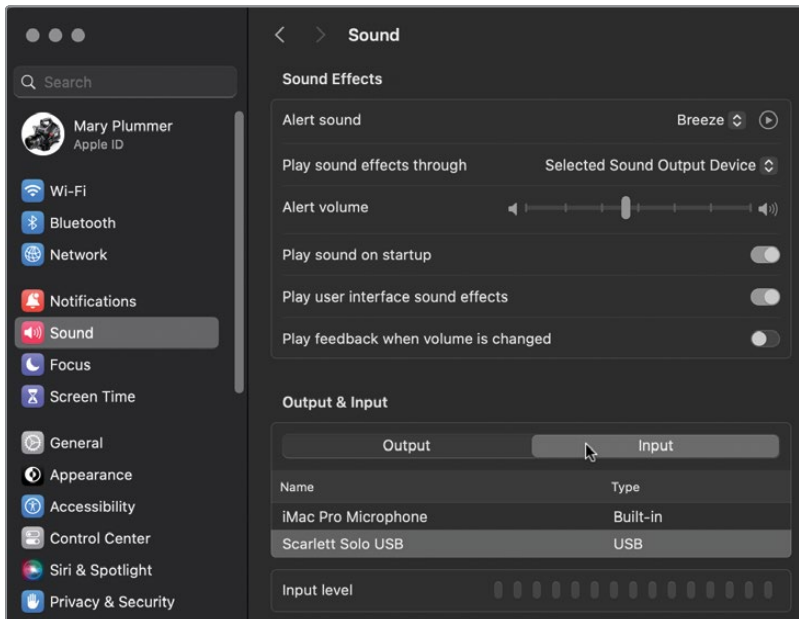 Search
Mary Plummer
Apple ID
Wi-Fi
Bluetooth
Network
Notifications
Sound
Focus
Screen Time
General
Appearance
Accessibility
Control Center
Siri & Spotlight
Privacy & Security
Sound
Sound Effects
Alert sound Breeze
Play sound effects through Selected Sound Output Device
Alert volume
Play sound on startup
Play user interface sound effects
Play feedback when volume is changed
Output & Input
Output Input
Name Type
iMac Pro Microphone Built-in
Scarlett Solo USB USB
Input level